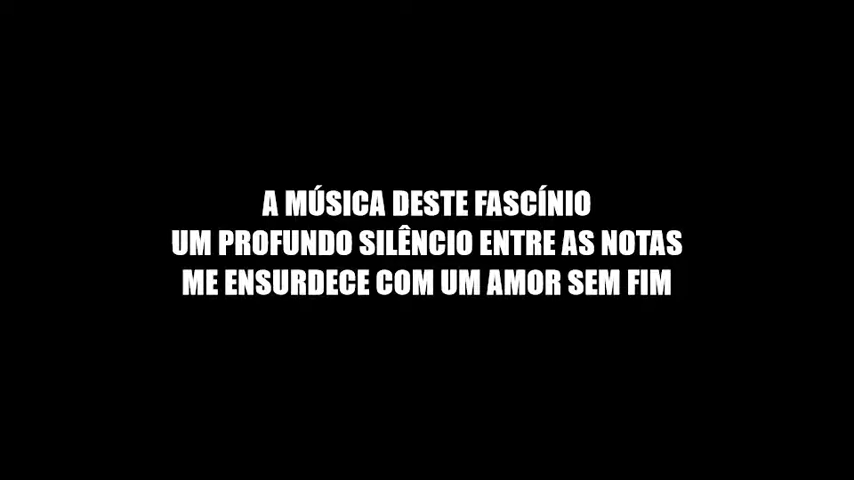 A MÚSICA DESTE FASCÍNIO
UM PROFUNDO SILÊNCIO ENTRE AS NOTAS
ME ENSURDECE COM UM AMOR SEM FIM